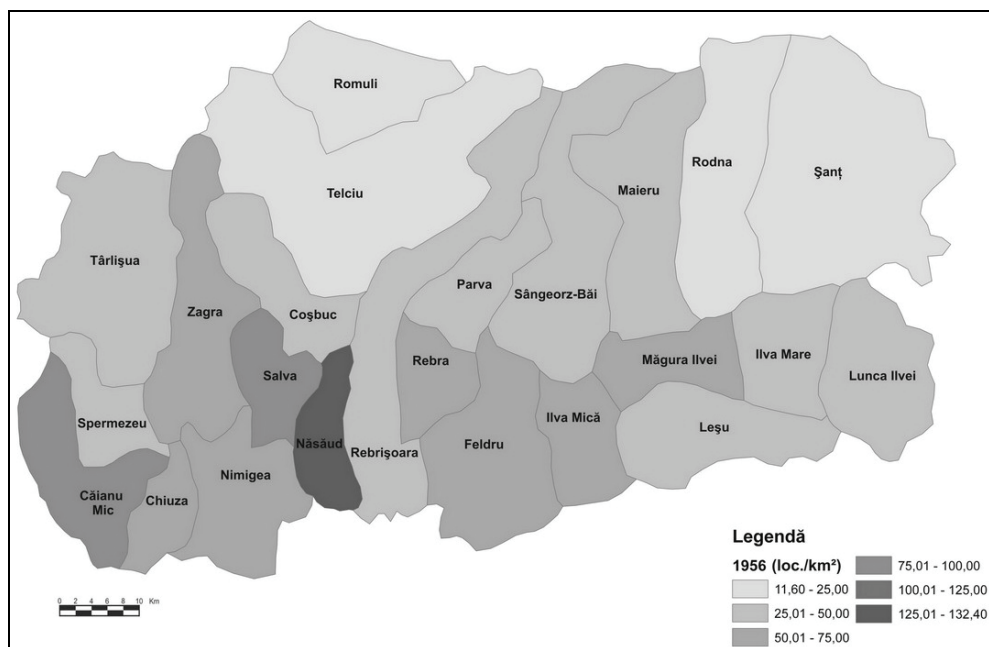 Romuli
Rodna
Şanţ
Telciu
Maieru
Târlişua
Parva
Sângeorz-Băi
Zagra
Coşbuc
Rebra
Măgura Ilvei
Ilva Mare
Salva
Lunca Ilvei
Ilva Mică
Spermezeu
Leşu
Năsăud
Feldru
Rebrişoara
Nimigea
Căianu
Mic
Chiuza
Legendă
1956 (loc./km²)
11,60 - 25,00
25,01 - 50,00
50,01 - 75,00
75,01 - 100,00
100,01 - 125,00
125,01 - 132,40
0 2 4 6 8 10 Km